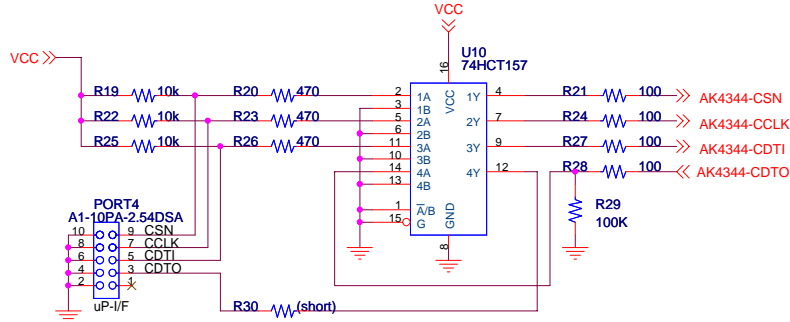 VCC
U10
74HCT157
VCC
16
R19 10k R20 470 2 1A VCC 1Y 4 R21 100 AK4344-CSN
3 1B
R22 10k R23 470 5 2A 2Y 7 R24 100 AK4344-CCLK
6 2B
R25 10k R26 470 11 3A 3Y 9 R27 100 AK4344-CDTI
10 3B
14 4A 4Y 12 R28 100 AK4344-CDTO
13 4B
R29
100K
1 A/B
15 G GND
8
PORT4
A1-10PA-2.54DSA
10 9 CSN
8 7 CCLK
6 5 CDTI
4 3 CDTO
2 1
uP-I/F
R30 (short)